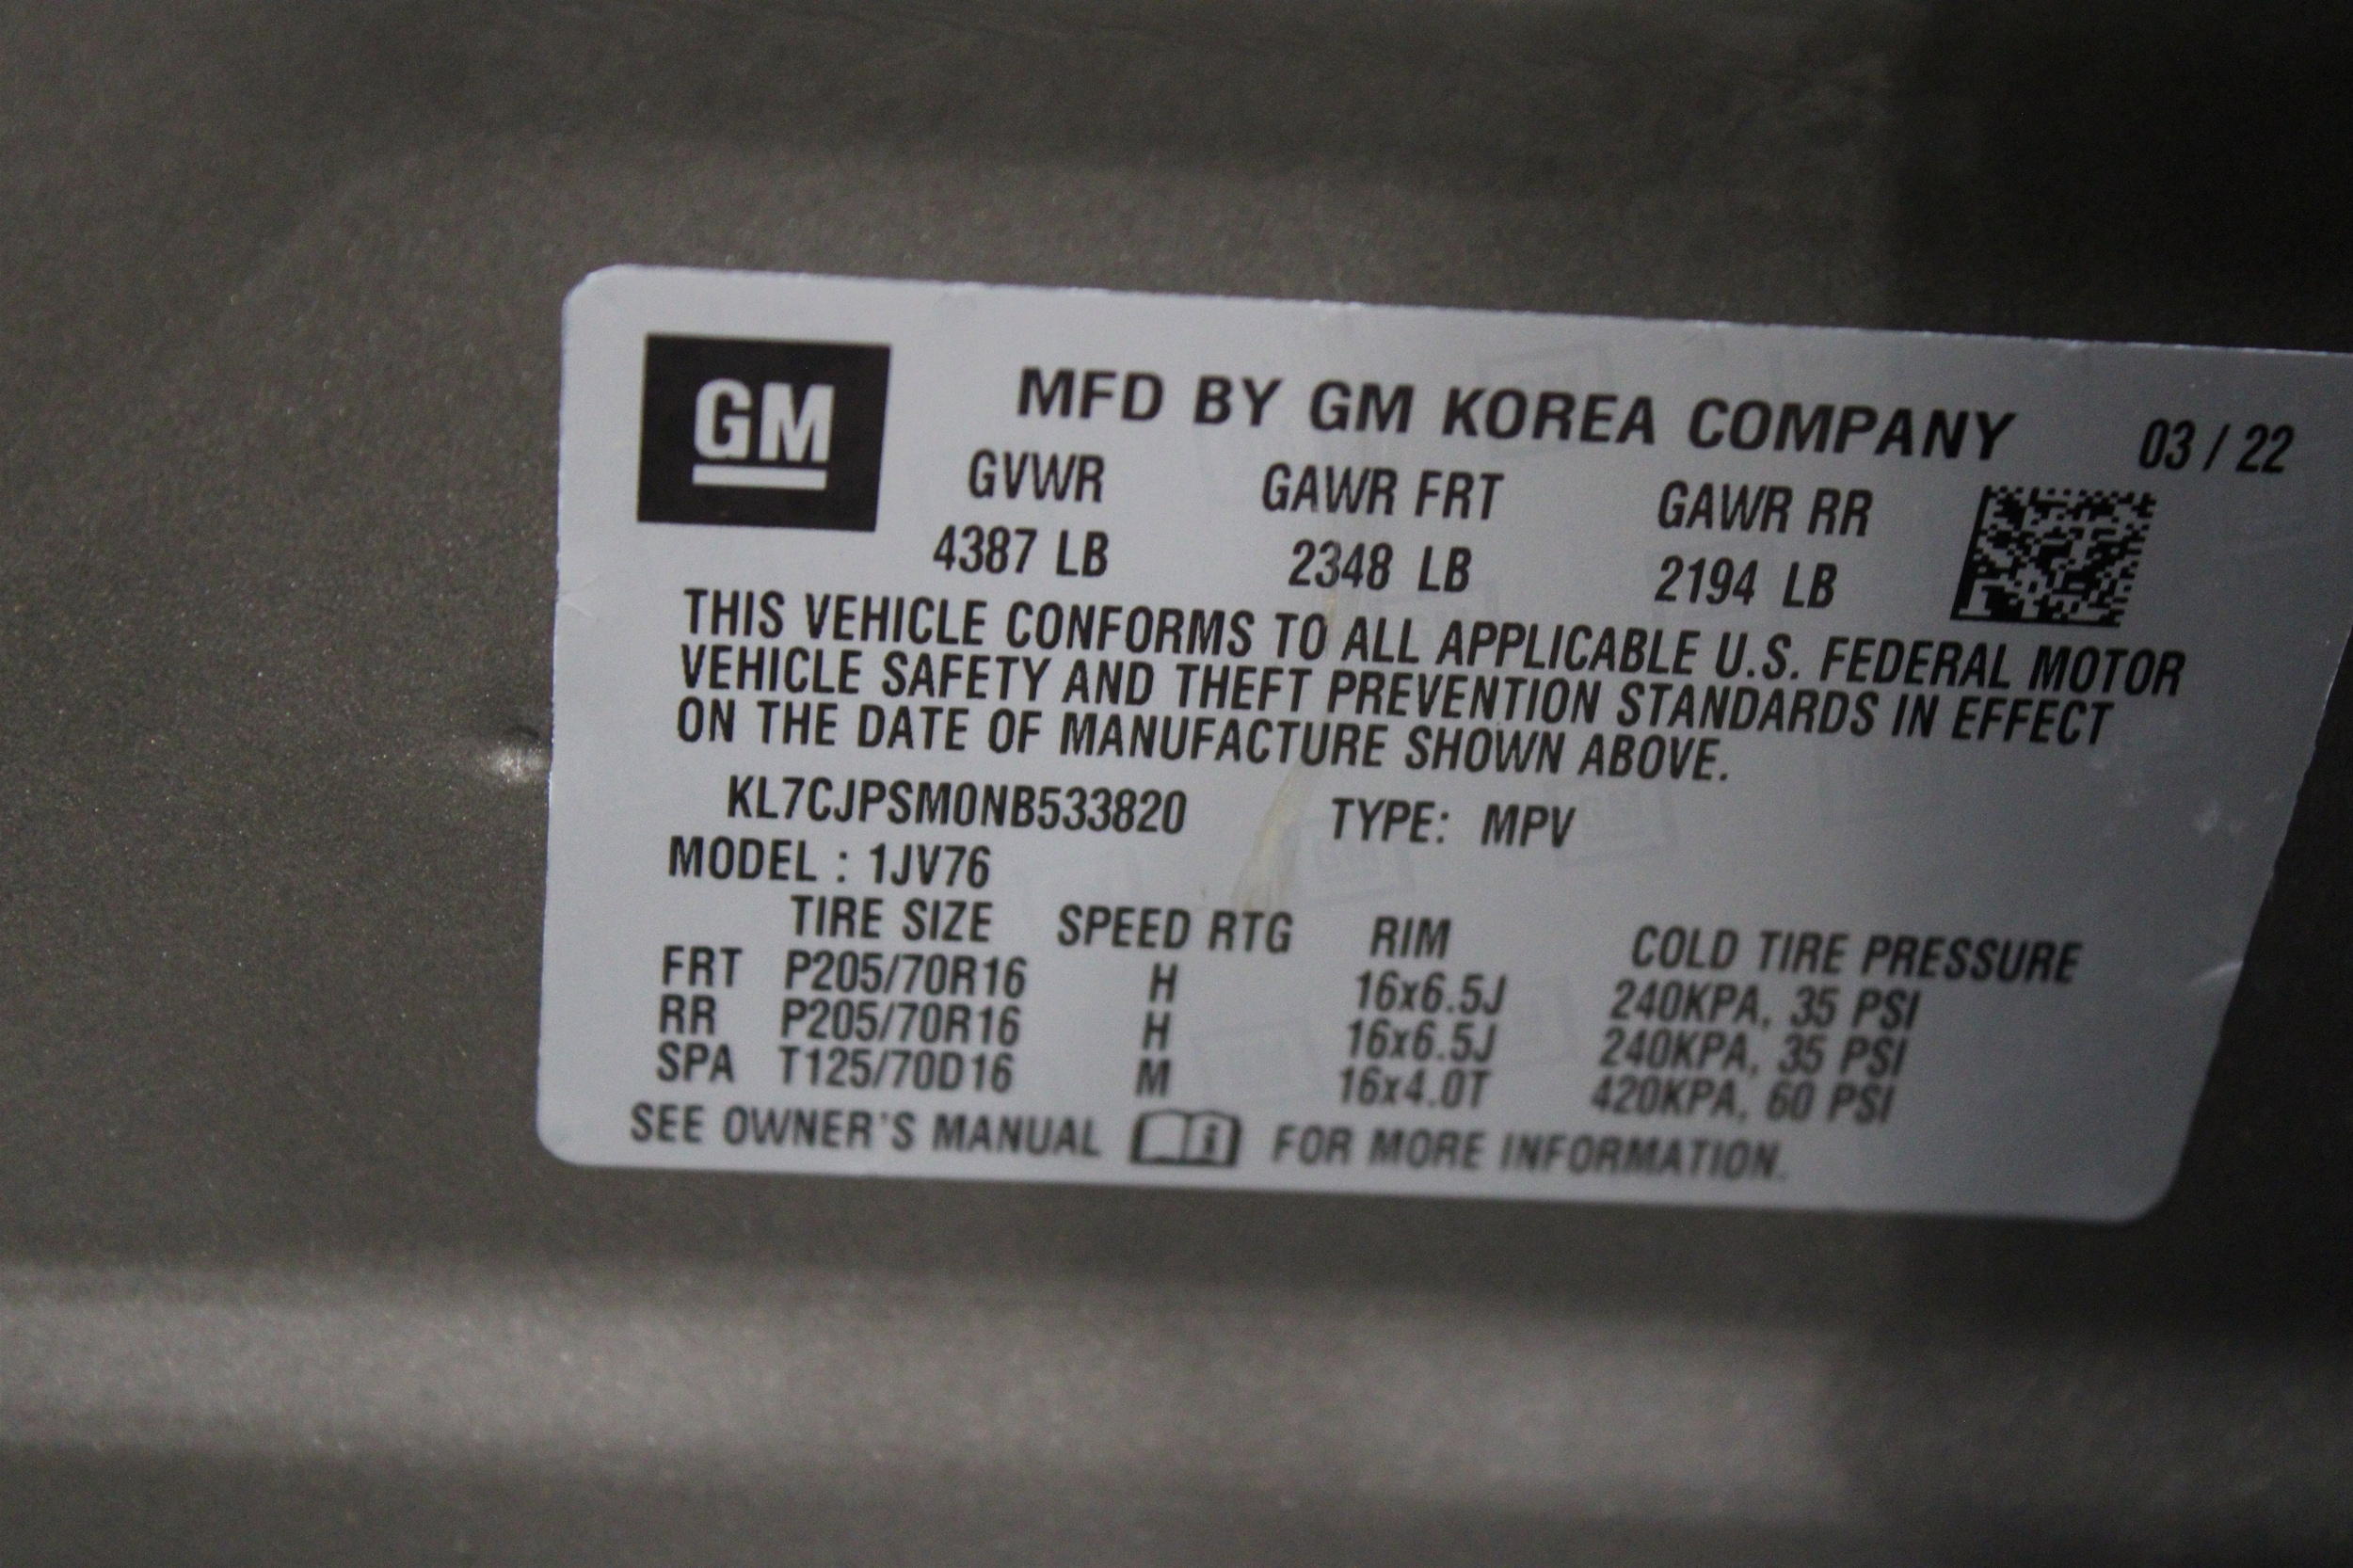 GM
MFD BY GM KOREA COMPANY 03 / 22
GVWR GAWR FRT GAWR RR
4387 LB 2348 LB 2194 LB
THIS VEHICLE CONFORMS TO ALL APPLICABLE U.S. FEDERAL MOTOR
VEHICLE SAFETY AND THEFT PREVENTION STANDARDS IN EFFECT
ON THE DATE OF MANUFACTURE SHOWN ABOVE.
KL7CJPSM0NB533820 TYPE: MPV
MODEL : 1JV76
TIRE SIZE SPEED RTG RIM COLD TIRE PRESSURE
FRT P205/70R16 H 16x6.5J 240KPA, 35 PSI
RR P205/70R16 H 16x6.5J 240KPA, 35 PSI
SPA T125/70D16 M 16x4.0T 420KPA, 60 PSI
SEE OWNER'S MANUAL FOR MORE INFORMATION.